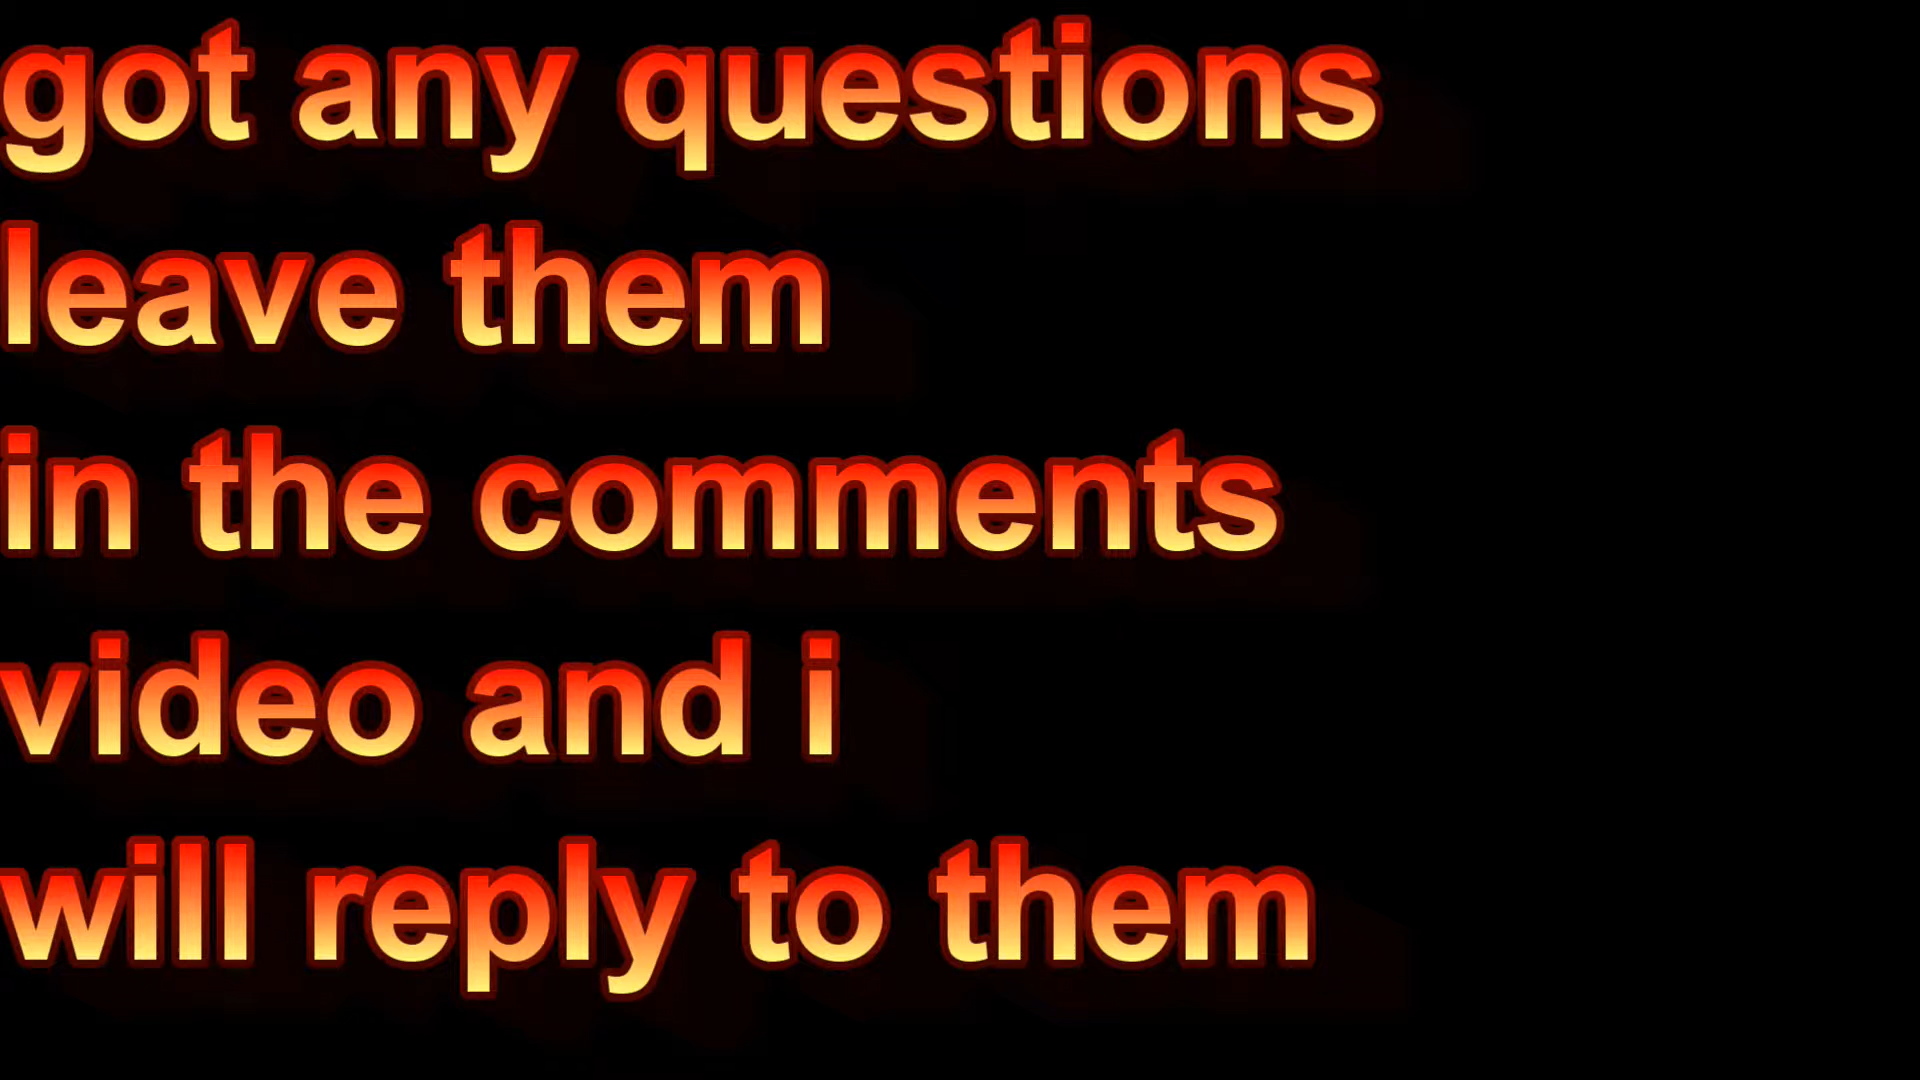 got any questions
leave them
in the comments
video and i
will reply to them